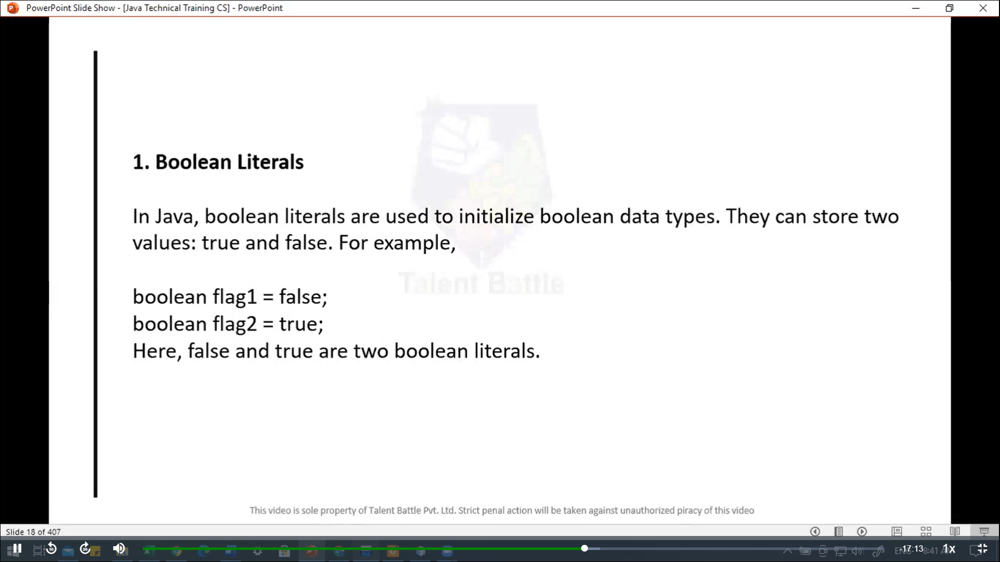 PowerPoint Slide Show - [Java Technical Training CS] - PowerPoint
1. Boolean Literals
In Java, boolean literals are used to initialize boolean data types. They can store two
values: true and false. For example,
Talent Battle
boolean flag1 = false;
boolean flag2 = true;
Here, false and true are two boolean literals.
This video is sole property of Talent Battle Pvt. Ltd. Strict penal action will be taken against unauthorized piracy of this video
Slide 18 of 407
10
30
-17:13
1x
8:41